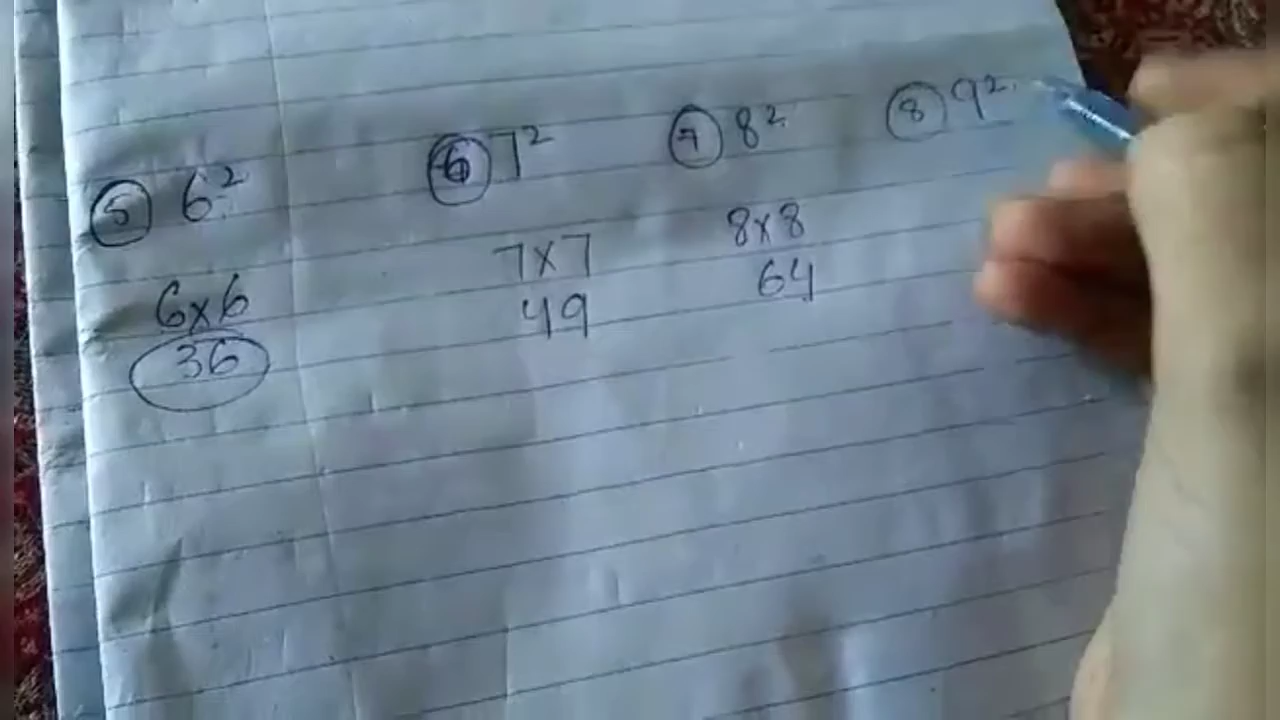 ⑤ 6²
6x6
36
⑥ 7²
7x7
49
⑦ 8²
8x8
64
⑧ 9²